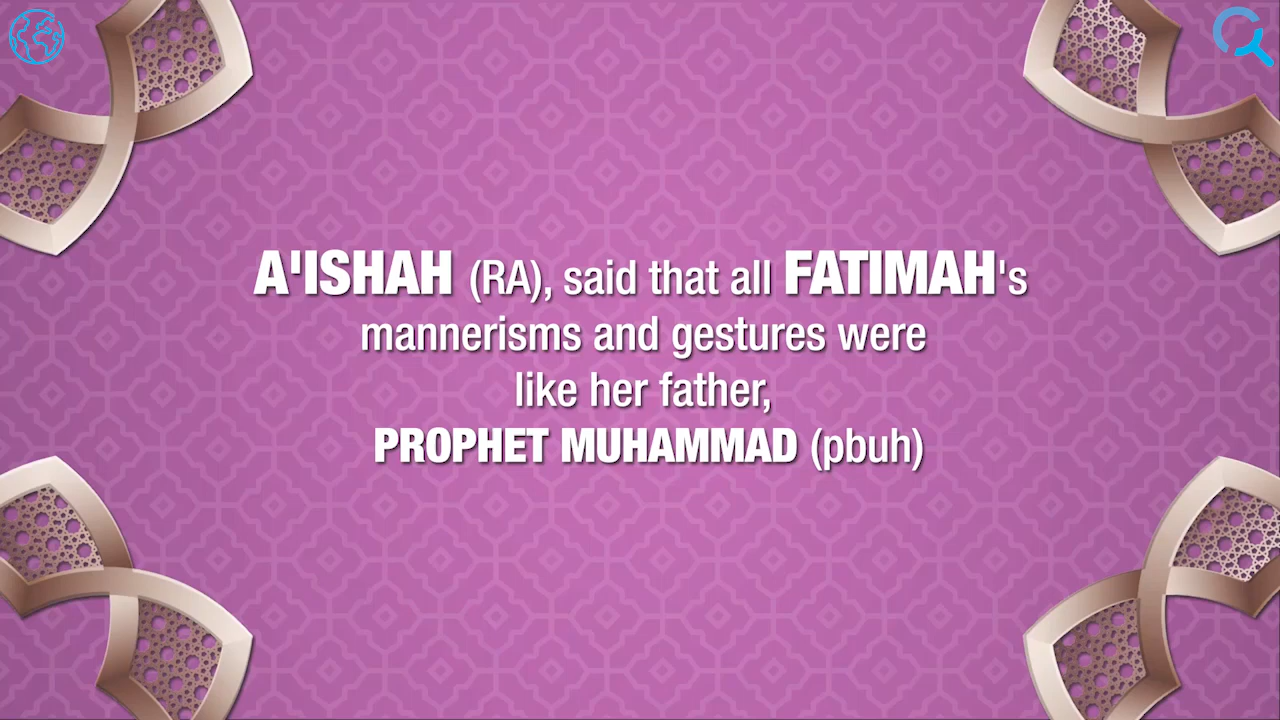 A'ISHAH (RA), said that all FATIMAH's
mannerisms and gestures were
like her father,
PROPHET MUHAMMAD (pbuh)